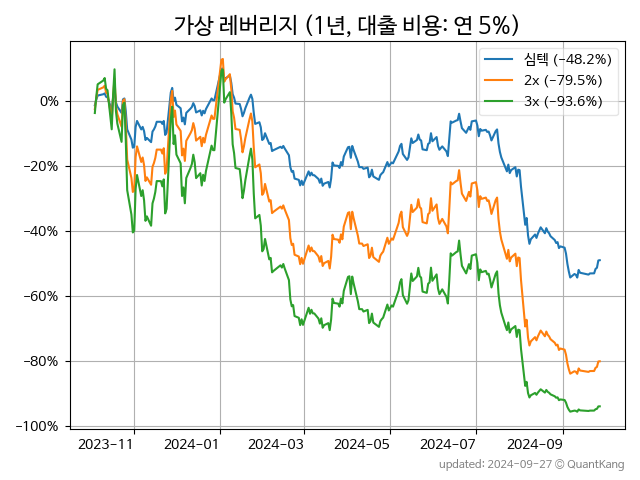 가상 레버리지 (1년, 대출 비용: 연 5%)
심텍 (−48.2%)
2x (−79.5%)
3x (−93.6%)
0%
−20%
−40%
−60%
−80%
−100%
2023-11 2024-01 2024-03 2024-05 2024-07 2024-09
updated: 2024-09-27 © QuantKang